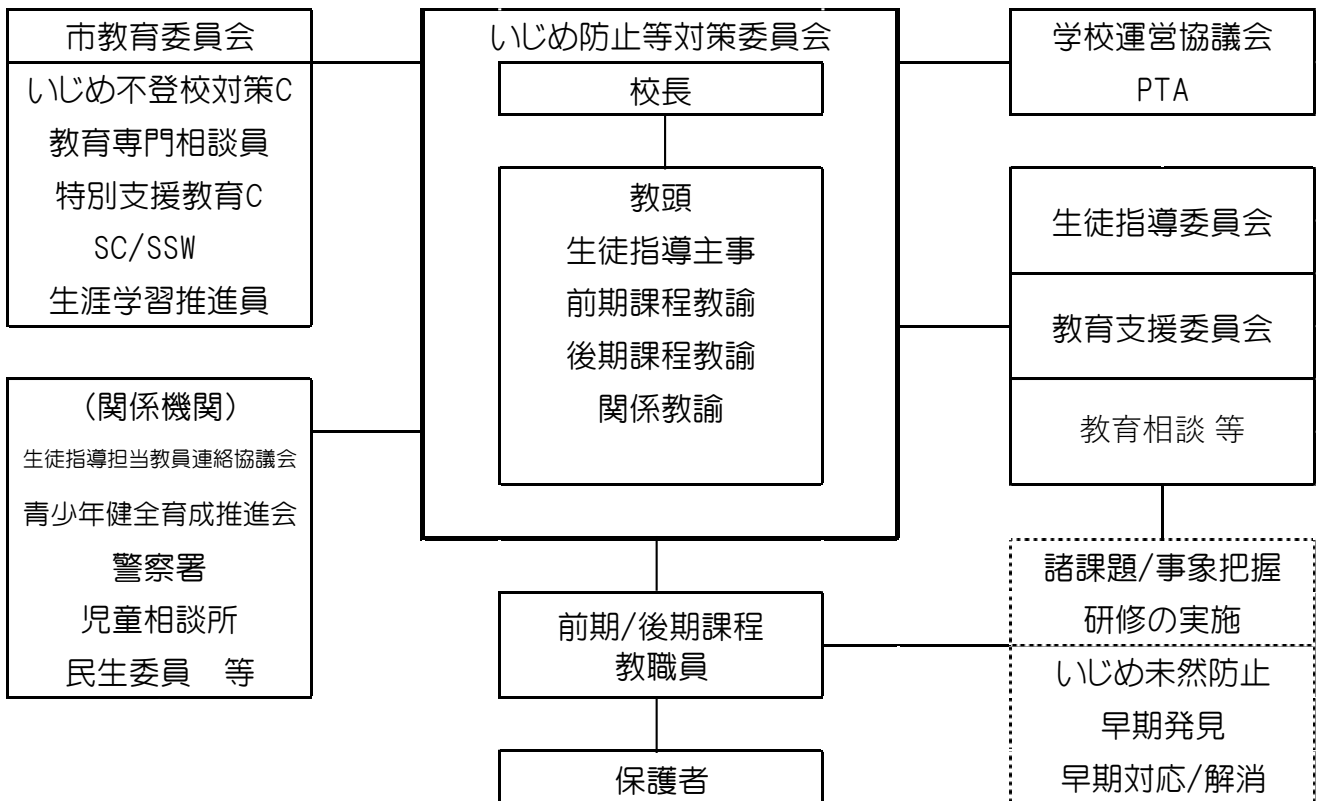 市教育委員会
いじめ不登校対策C
教育専門相談員
特別支援教育C
SC/SSW
生涯学習推進員
(関係機関)
生徒指導担当教員連絡協議会
青少年健全育成推進会
警察署
児童相談所
民生委員　等
いじめ防止等対策委員会
校長
教頭
生徒指導主事
前期課程教諭
後期課程教諭
関係教諭
前期/後期課程
教職員
保護者
学校運営協議会
PTA
生徒指導委員会
教育支援委員会
教育相談 等
諸課題/事象把握
研修の実施
いじめ未然防止
早期発見
早期対応/解消